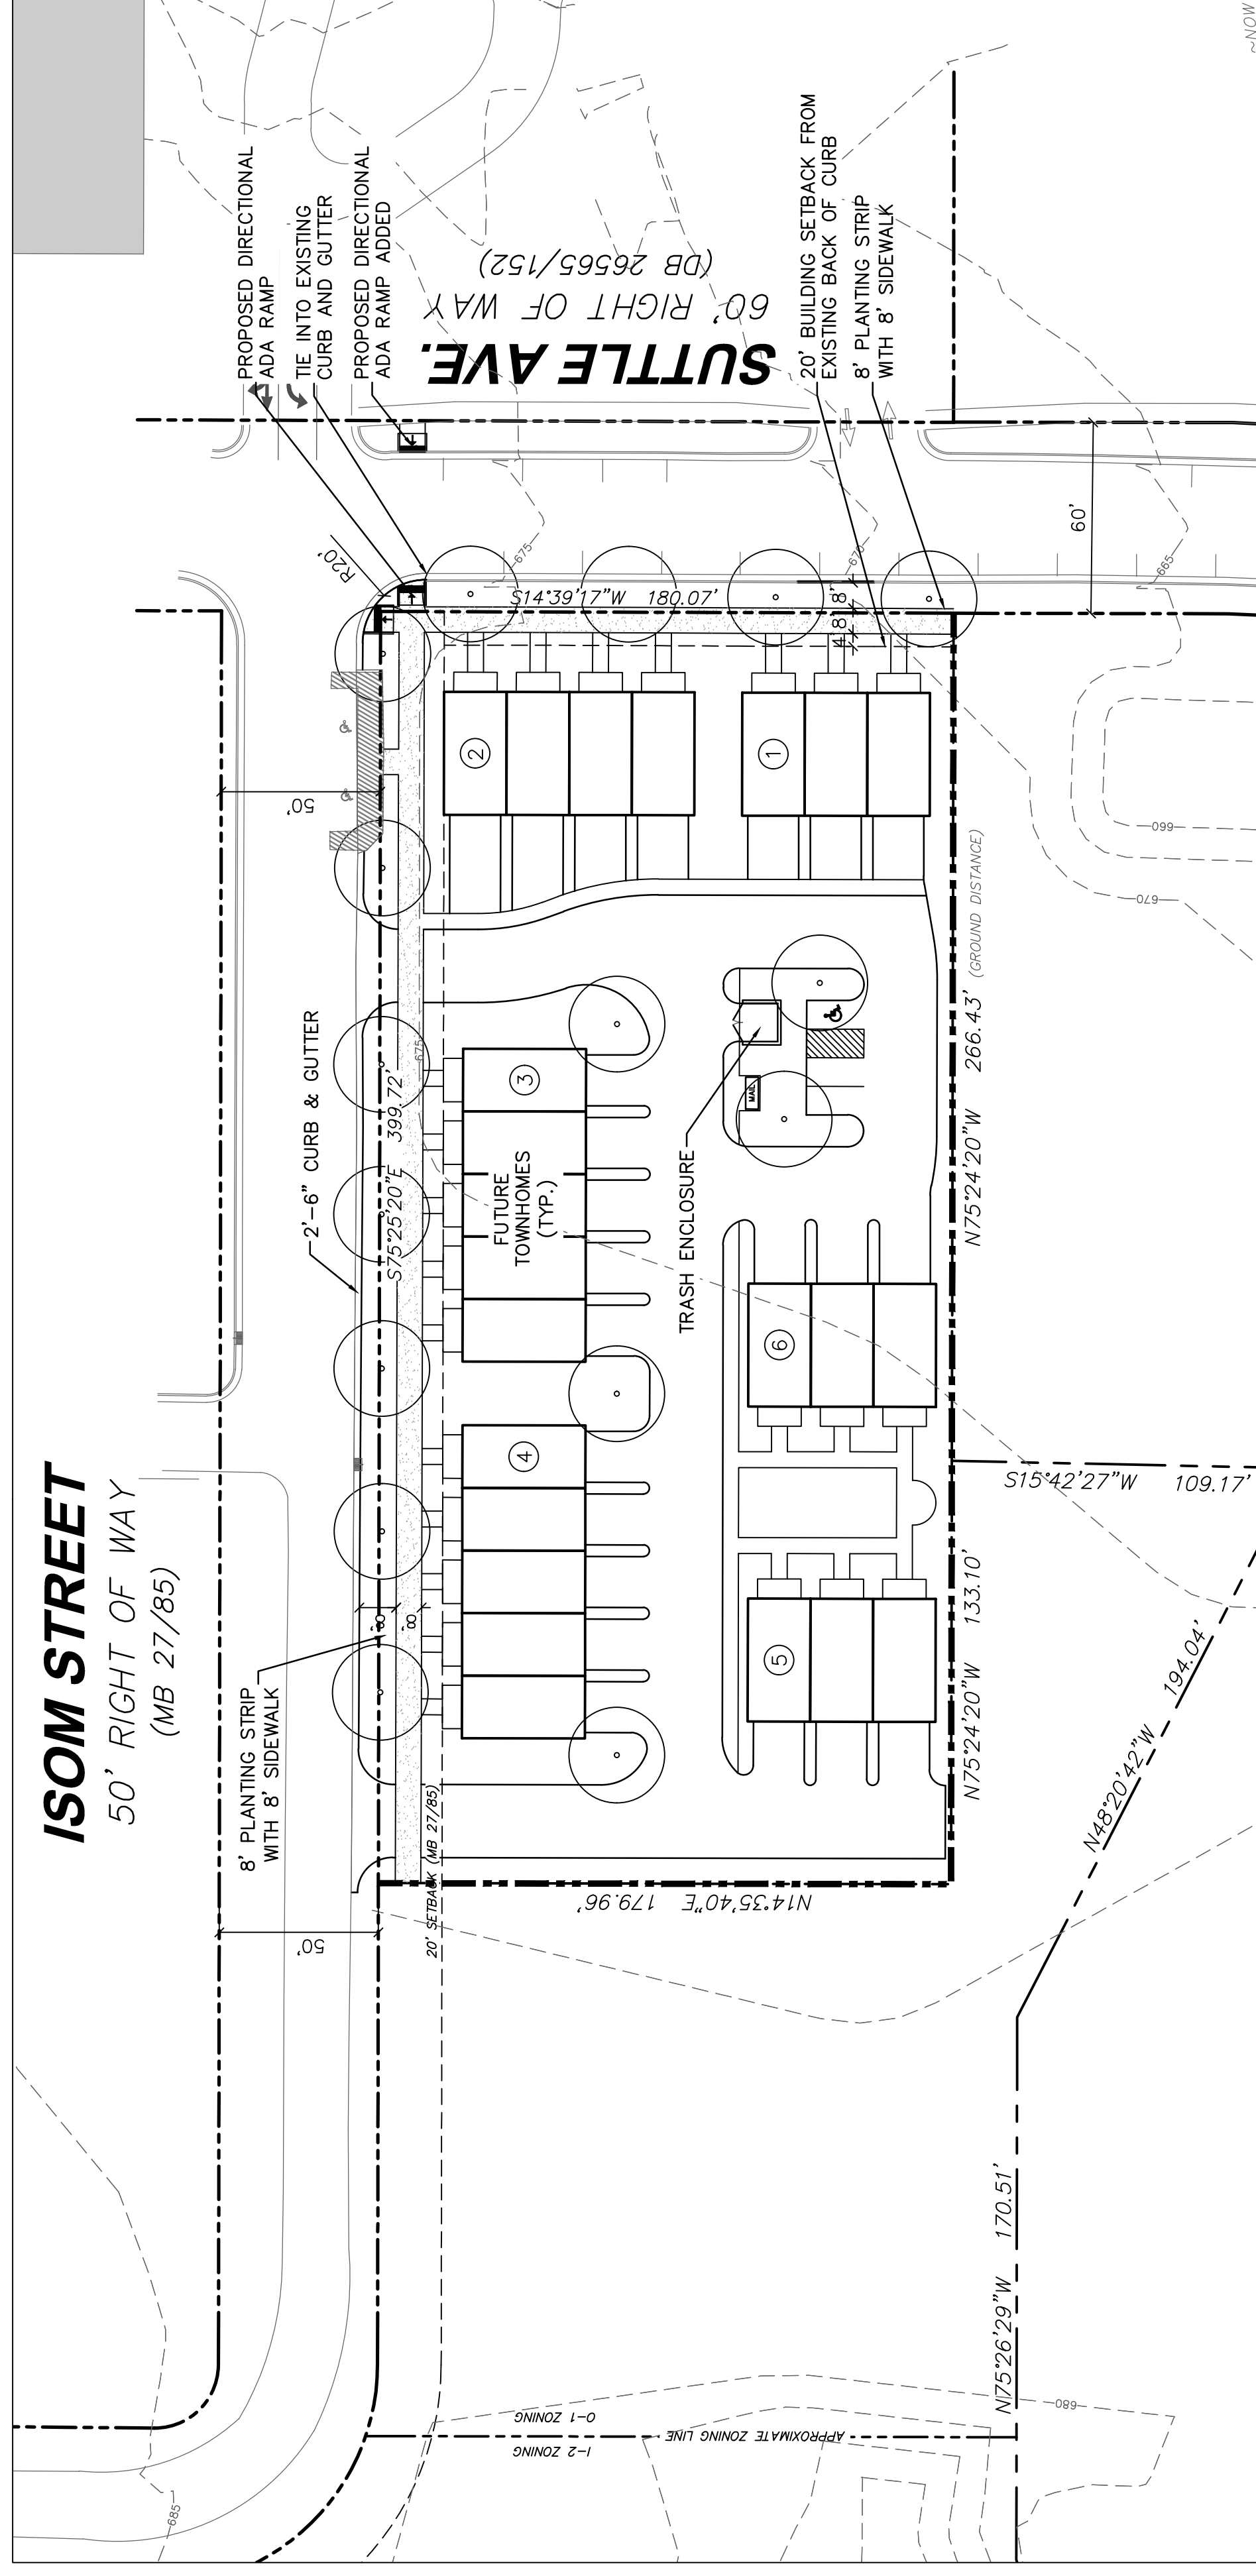 ISOM STREET
50' RIGHT OF WAY
(MB 27/85)
SUTTLE AVE.
60' RIGHT OF WAY
(DB 26565/152)
PROPOSED DIRECTIONAL
ADA RAMP
TIE INTO EXISTING
CURB AND GUTTER
PROPOSED DIRECTIONAL
ADA RAMP ADDED
20' BUILDING SETBACK FROM
EXISTING BACK OF CURB
8' PLANTING STRIP
WITH 8' SIDEWALK
R20'
2'-6" CURB & GUTTER
8' PLANTING STRIP
WITH 8' SIDEWALK
50'
50'
60'
S75°25'20"E 399.72'
S14°39'17"W 180.07'
4'
8'
8'
8'
8'
675
675
670
665
660
670
680
685
1
2
3
4
5
6
FUTURE
TOWNHOMES
(TYP.)
TRASH ENCLOSURE
MAIL
N75°24'20"W 266.43' (GROUND DISTANCE)
N75°24'20"W 133.10'
S15°42'27"W 109.17'
N48°20'42"W 194.04'
N75°26'29"W 170.51'
N14°35'40"E 179.96'
20' SETBACK (MB 27/85)
O-1 ZONING
I-2 ZONING
APPROXIMATE ZONING LINE
~NOW